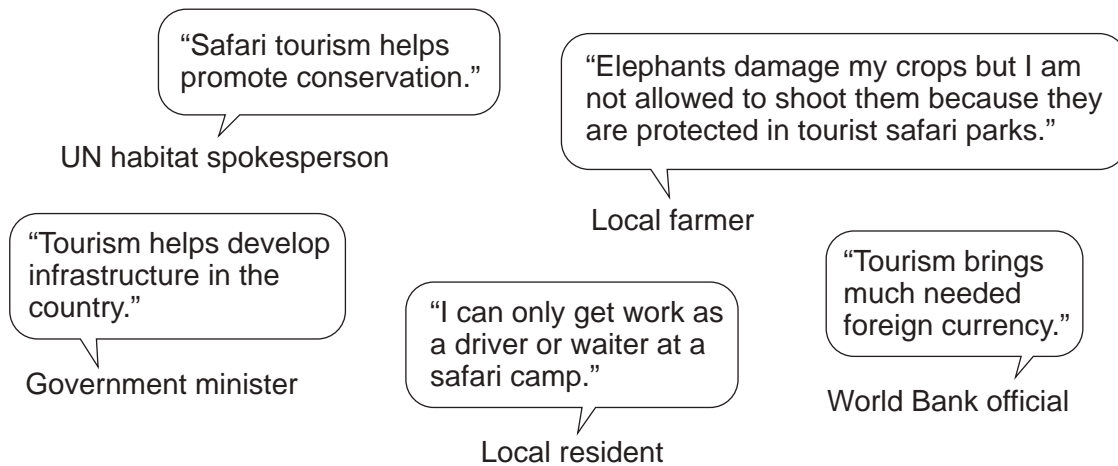 “Safari tourism helps
promote conservation.”
UN habitat spokesperson
“Elephants damage my crops but I am
not allowed to shoot them because they
are protected in tourist safari parks.”
Local farmer
“Tourism helps develop
infrastructure in the
country.”
Government minister
“I can only get work as
a driver or waiter at a
safari camp.”
Local resident
“Tourism brings
much needed
foreign currency.”
World Bank official